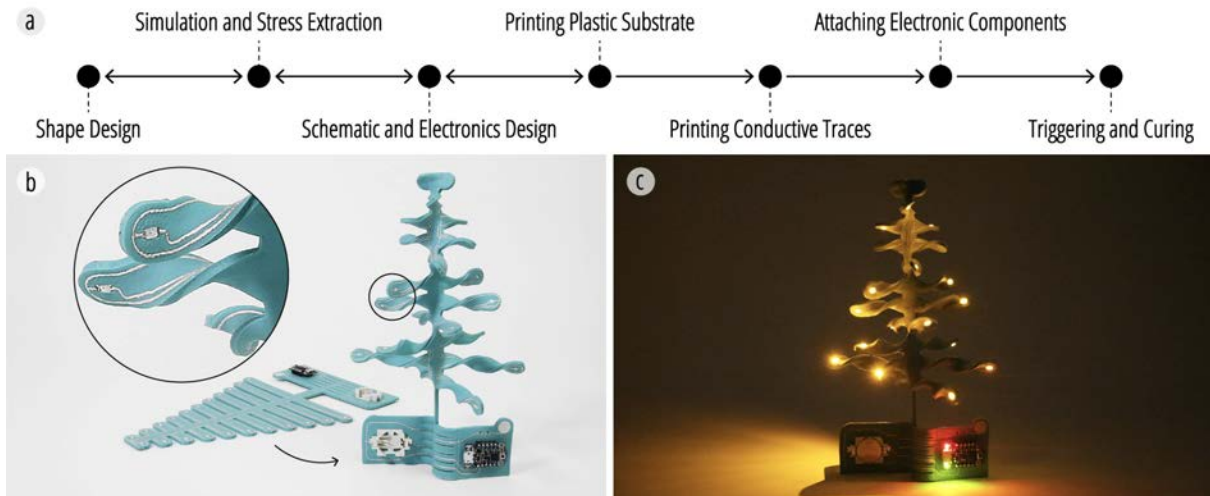 a
Simulation and Stress Extraction
Printing Plastic Substrate
Attaching Electronic Components
Shape Design
Schematic and Electronics Design
Printing Conductive Traces
Triggering and Curing
b
c